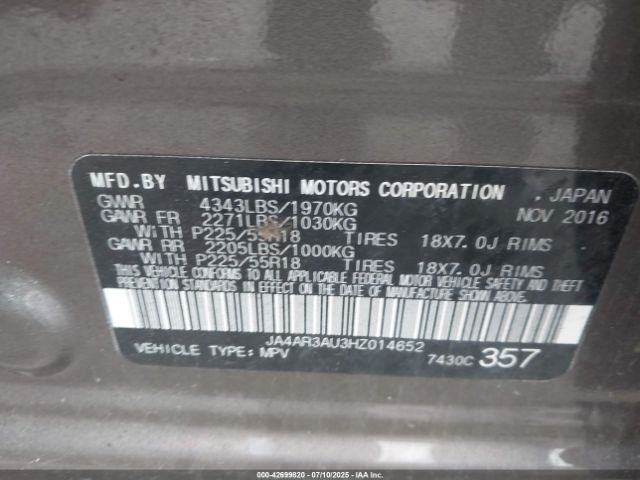 MFD.BY MITSUBISHI MOTORS CORPORATION , JAPAN
GVWR 4343LBS/1970KG NOV 2016
GAWR FR 2271LBS/1030KG
WITH P225/55R18 TIRES 18X7.0J RIMS
GAWR RR 2205LBS/1000KG
WITH P225/55R18 TIRES 18X7.0J RIMS
THIS VEHICLE CONFORMS TO ALL APPLICABLE FEDERAL MOTOR VEHICLE SAFETY AND THEFT
PREVENTION STANDARDS IN EFFECT ON THE DATE OF MANUFACTURE SHOWN ABOVE.
JA4AR3AU3HZ014652
VEHICLE TYPE: MPV 7430C 357
000-42699820 07/10/2025 IAAI.COM